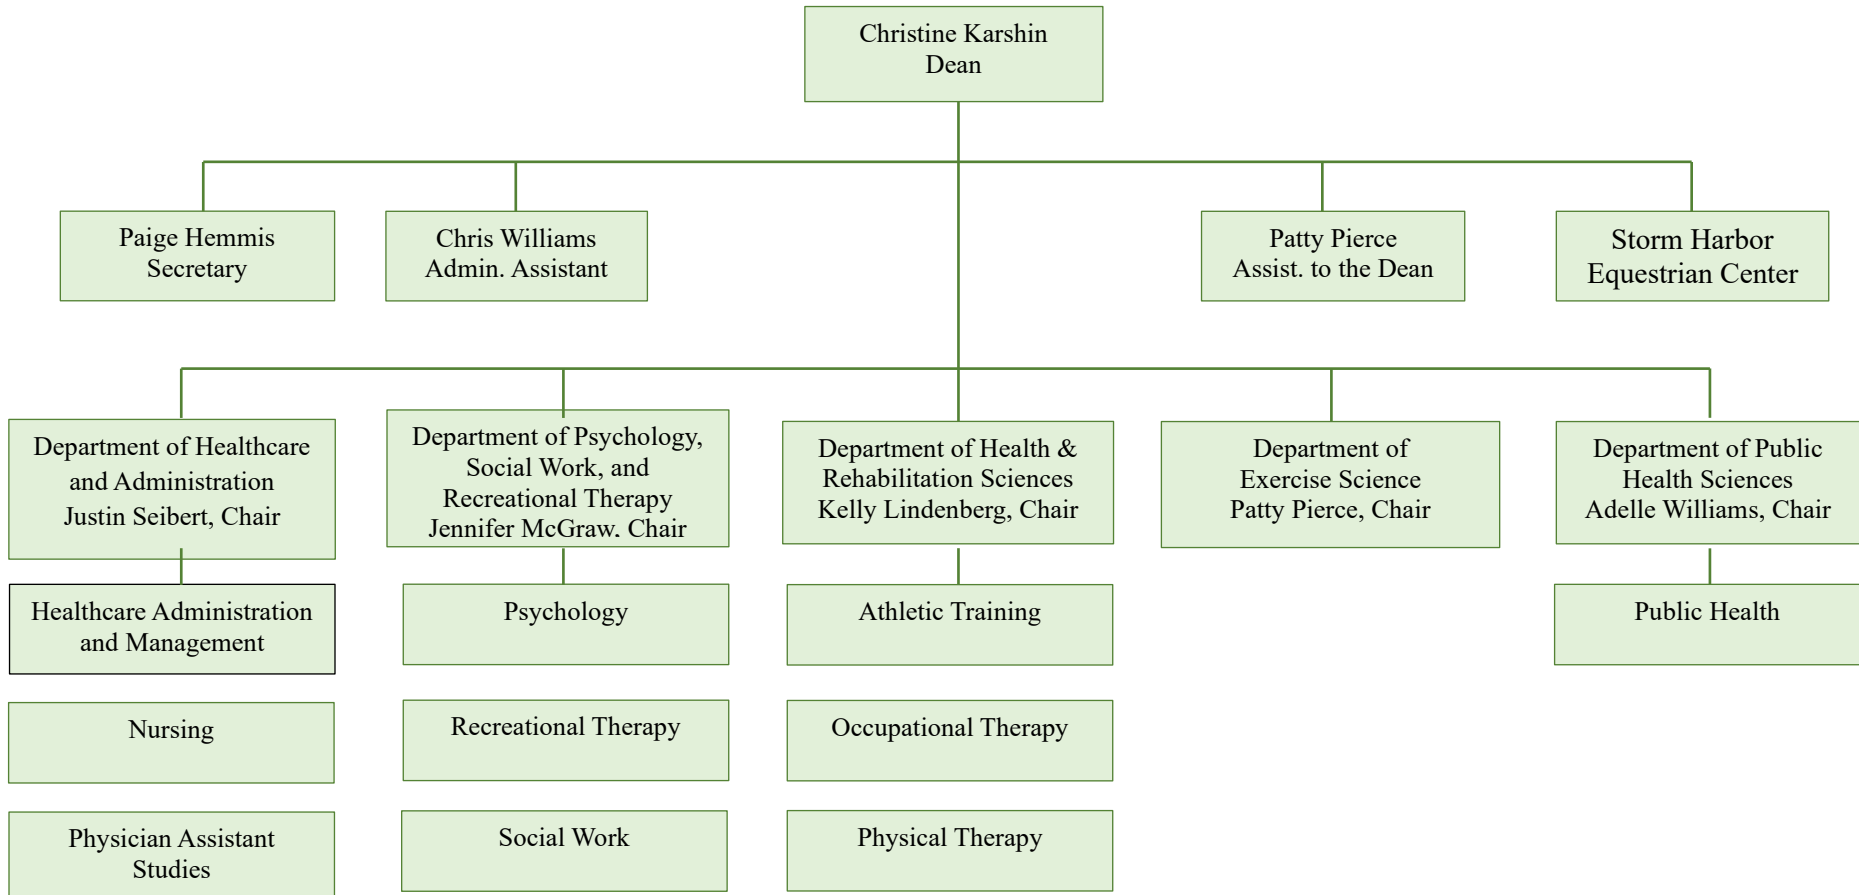 Christine Karshin
Dean
Paige Hemmis
Secretary
Chris Williams
Admin. Assistant
Patty Pierce
Assist. to the Dean
Storm Harbor
Equestrian Center
Department of Healthcare
and Administration
Justin Seibert, Chair
Department of Psychology,
Social Work, and
Recreational Therapy
Jennifer McGraw, Chair
Department of Health &
Rehabilitation Sciences
Kelly Lindenberg, Chair
Department of
Exercise Science
Patty Pierce, Chair
Department of Public
Health Sciences
Adelle Williams, Chair
Healthcare Administration
and Management
Psychology
Athletic Training
Public Health
Nursing
Recreational Therapy
Occupational Therapy
Physician Assistant
Studies
Social Work
Physical Therapy